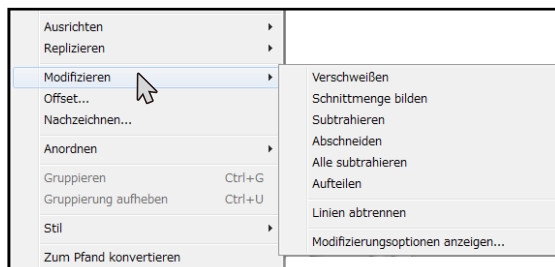 Ausrichten
Replizieren
Modifizieren
Offset...
Nachzeichnen...
Anordnen
Gruppieren Ctrl+G
Gruppierung aufheben Ctrl+U
Stil
Zum Pfand konvertieren
Verschweißen
Schnittmenge bilden
Subtrahieren
Abschneiden
Alle subtrahieren
Aufteilen
Linien abtrennen
Modifizierungsoptionen anzeigen...